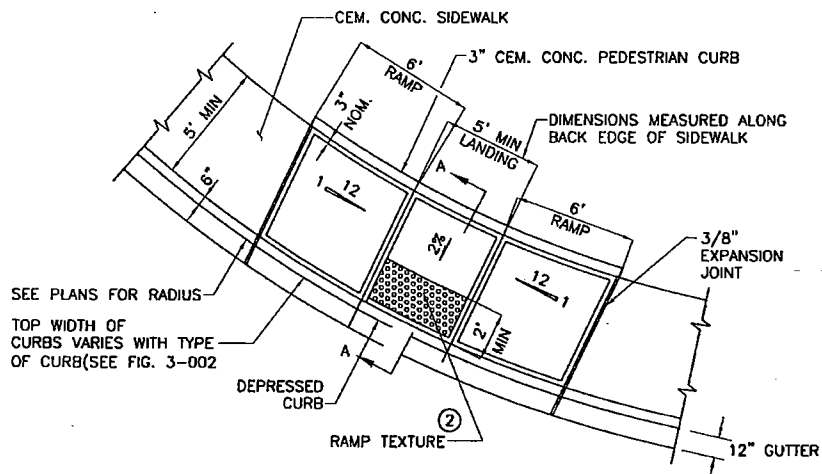 CEM. CONC. SIDEWALK
6'
RAMP
3" CEM. CONC. PEDESTRIAN CURB
3"
NOM.
5' MIN
LANDING
DIMENSIONS MEASURED ALONG
BACK EDGE OF SIDEWALK
5' MIN
A
6'
RAMP
1 12
6"
2%
12 1
3/8"
EXPANSION
JOINT
SEE PLANS FOR RADIUS
TOP WIDTH OF
CURBS VARIES WITH TYPE
OF CURB(SEE FIG. 3-002
2'
MIN
A
DEPRESSED
CURB
2
RAMP TEXTURE
12" GUTTER